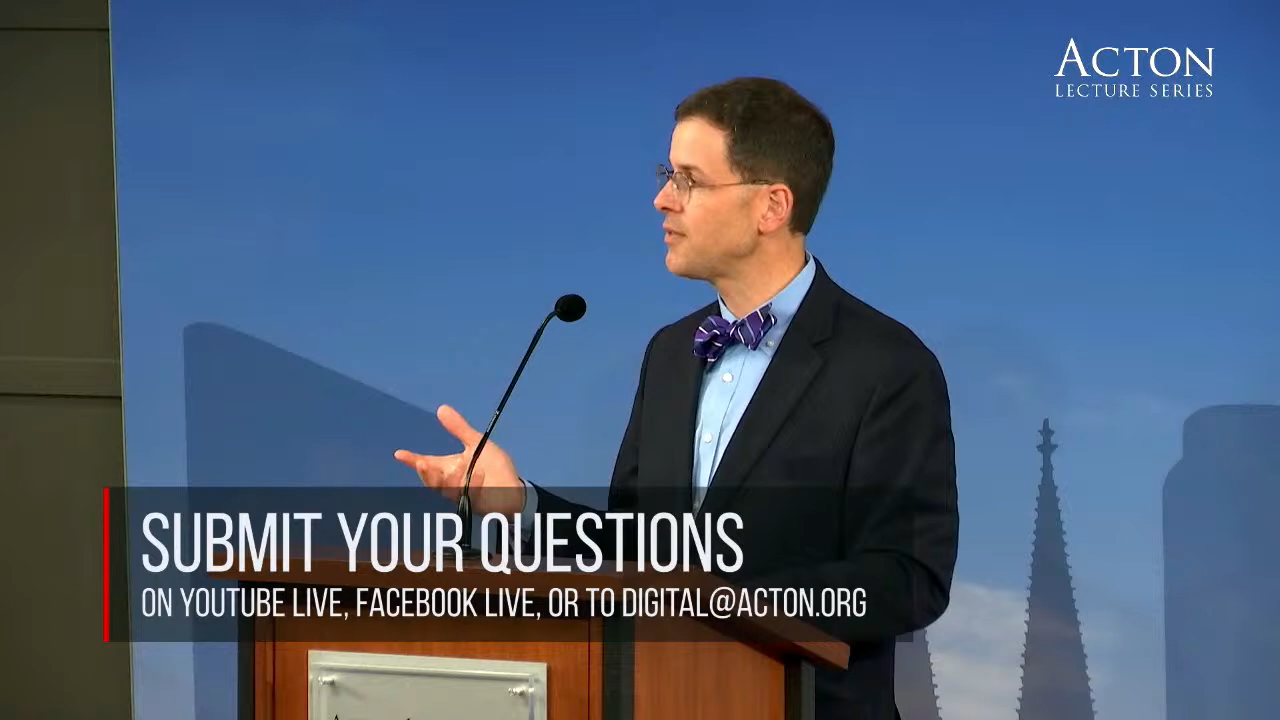 ACTON
LECTURE SERIES
SUBMIT YOUR QUESTIONS
ON YOUTUBE LIVE, FACEBOOK LIVE, OR TO DIGITAL@ACTON.ORG